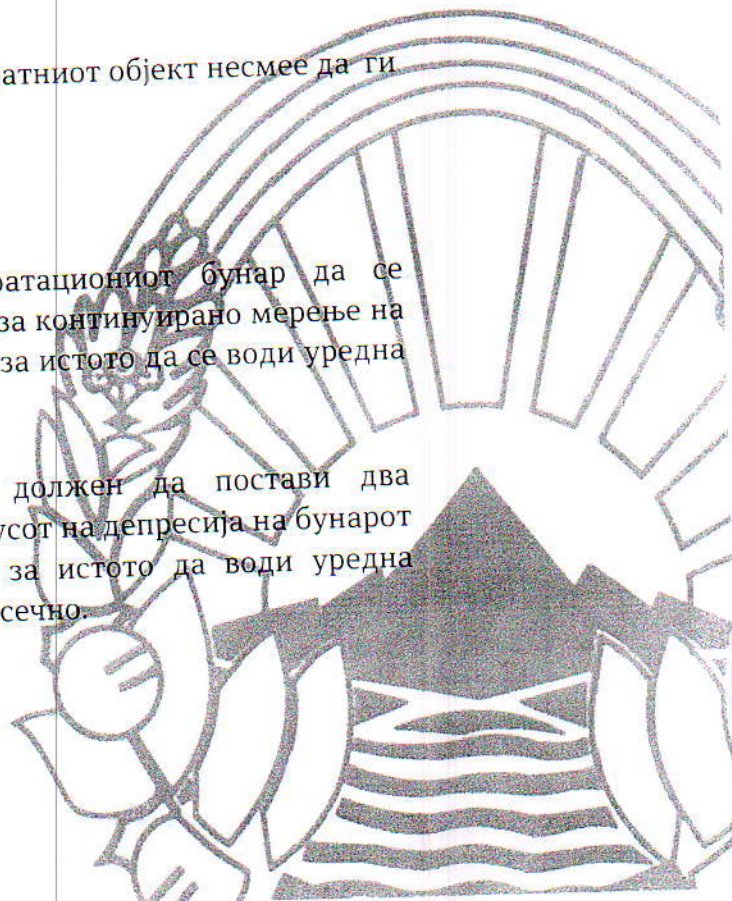 атниот објект несмее да ги
ратациониот бунар да се
за континуирано мерење на
за истото да се води уредна
должен да постави два
усот на депресија на бунарот
за истото да води уредна
сечно.